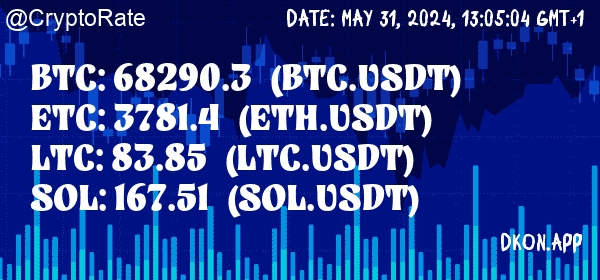 @CryptoRate
DATE: MAY 31, 2024, 13:05:04 GMT+1
BTC: 68290.3 (BTC.USDT)
ETC: 3781.4 (ETH.USDT)
LTC: 83.85 (LTC.USDT)
SOL: 167.51 (SOL.USDT)
DKON.APP